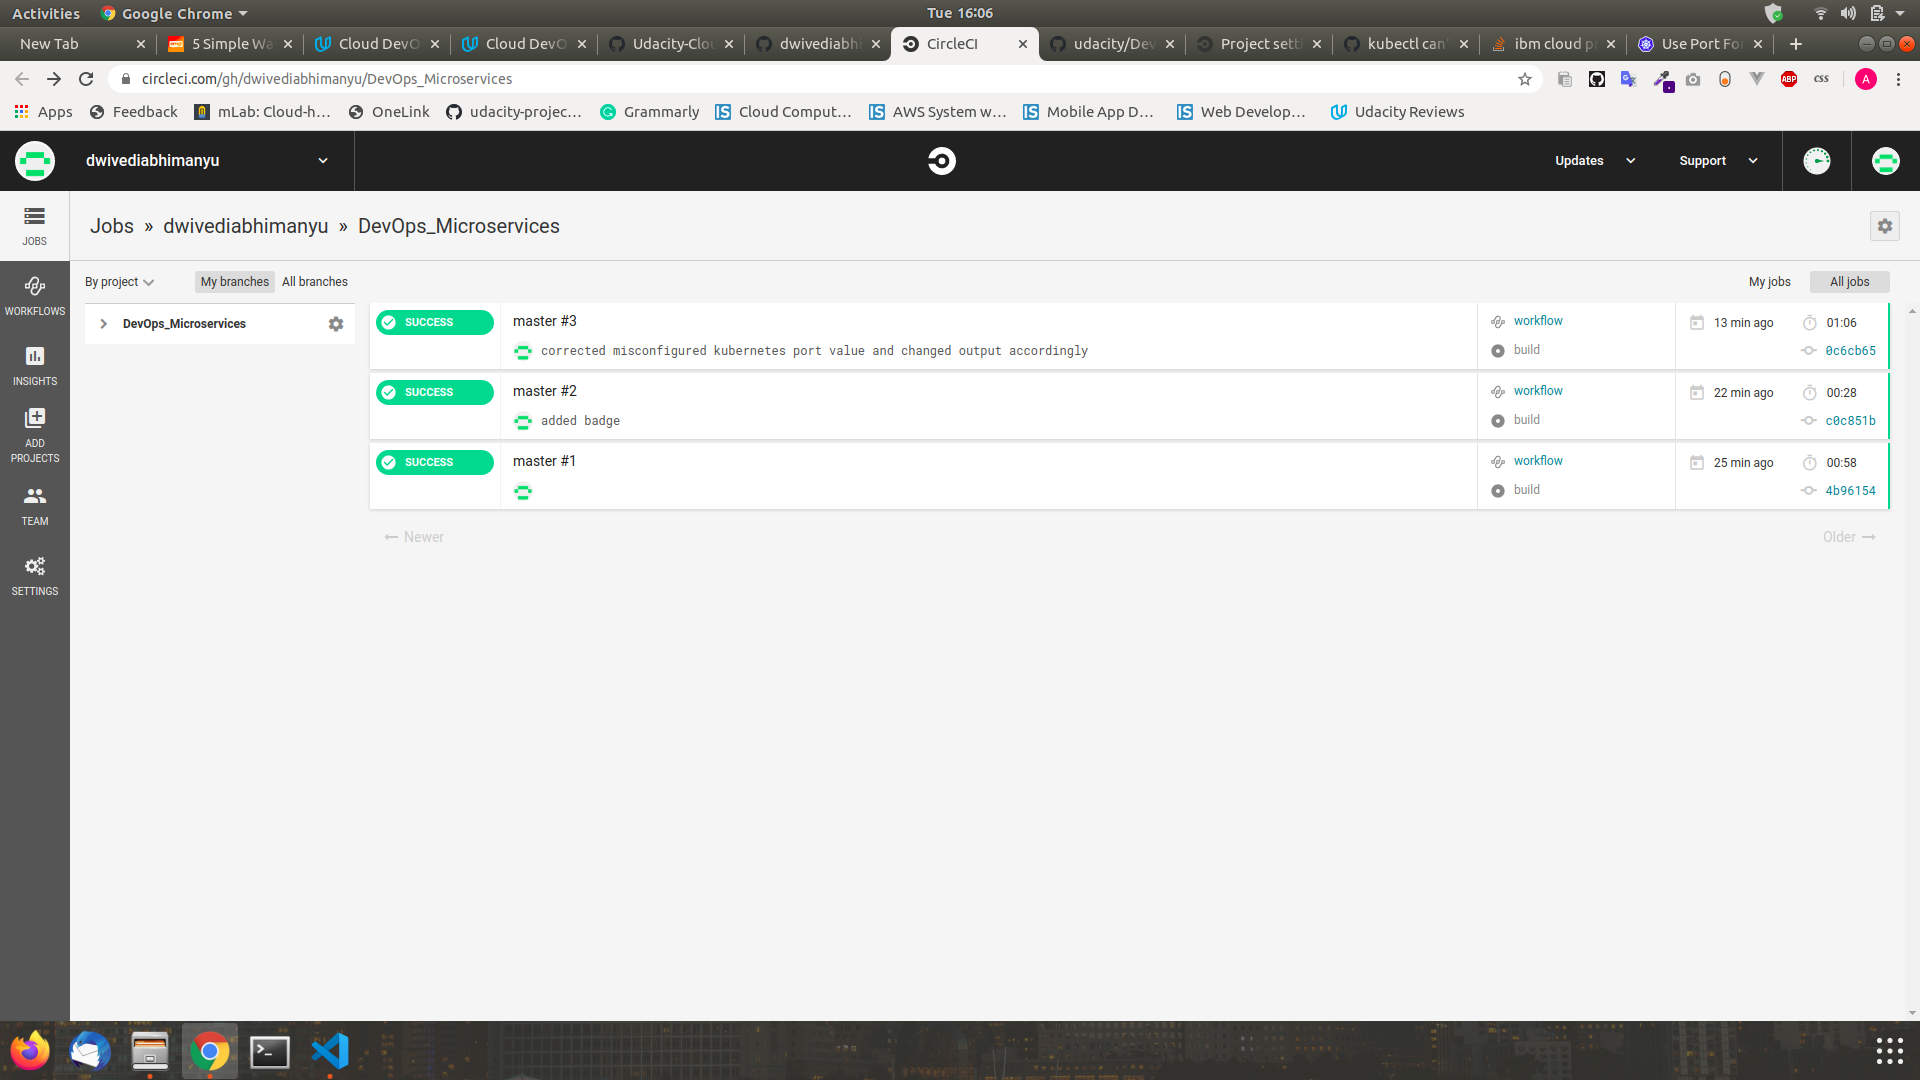 Activities Google Chrome Tue 16:06
New Tab 5 Simple Wa Cloud DevO Cloud DevO Udacity-Clou dwivediabhi CircleCI udacity/Dev Project sett kubectl can' ibm cloud p Use Port For
circleci.com/gh/dwivediabhimanyu/DevOps_Microservices ABP css A
Apps Feedback mLab: Cloud-h... OneLink udacity-projec... Grammarly Cloud Comput... AWS System w... Mobile App D... Web Develop... Udacity Reviews
dwivediabhimanyu Updates Support
Jobs » dwivediabhimanyu » DevOps_Microservices
JOBS
WORKFLOWS
INSIGHTS
ADD
PROJECTS
TEAM
SETTINGS
By project My branches All branches My jobs All jobs
DevOps_Microservices
SUCCESS master #3 workflow 13 min ago 01:06
corrected misconfigured kubernetes port value and changed output accordingly build 0c6cb65
SUCCESS master #2 workflow 22 min ago 00:28
added badge build c0c851b
SUCCESS master #1 workflow 25 min ago 00:58
build 4b96154
← Newer Older →